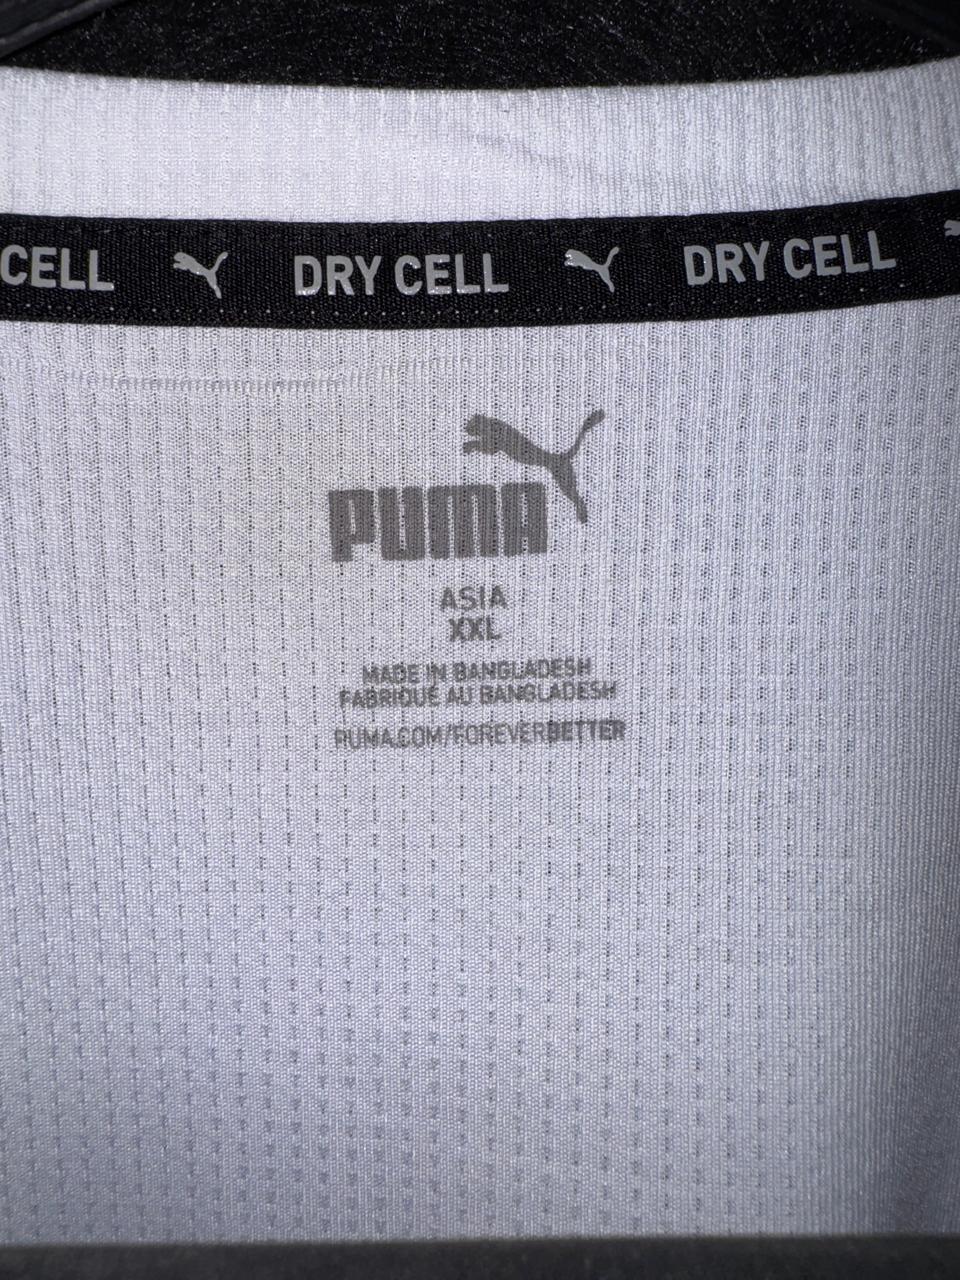 CELL DRY CELL DRY CELL
PUMA
ASIA
XXL
MADE IN BANGLADESH
FABRIQUÉ AU BANGLADESH
PUMA.COM/FOREVERBETTER